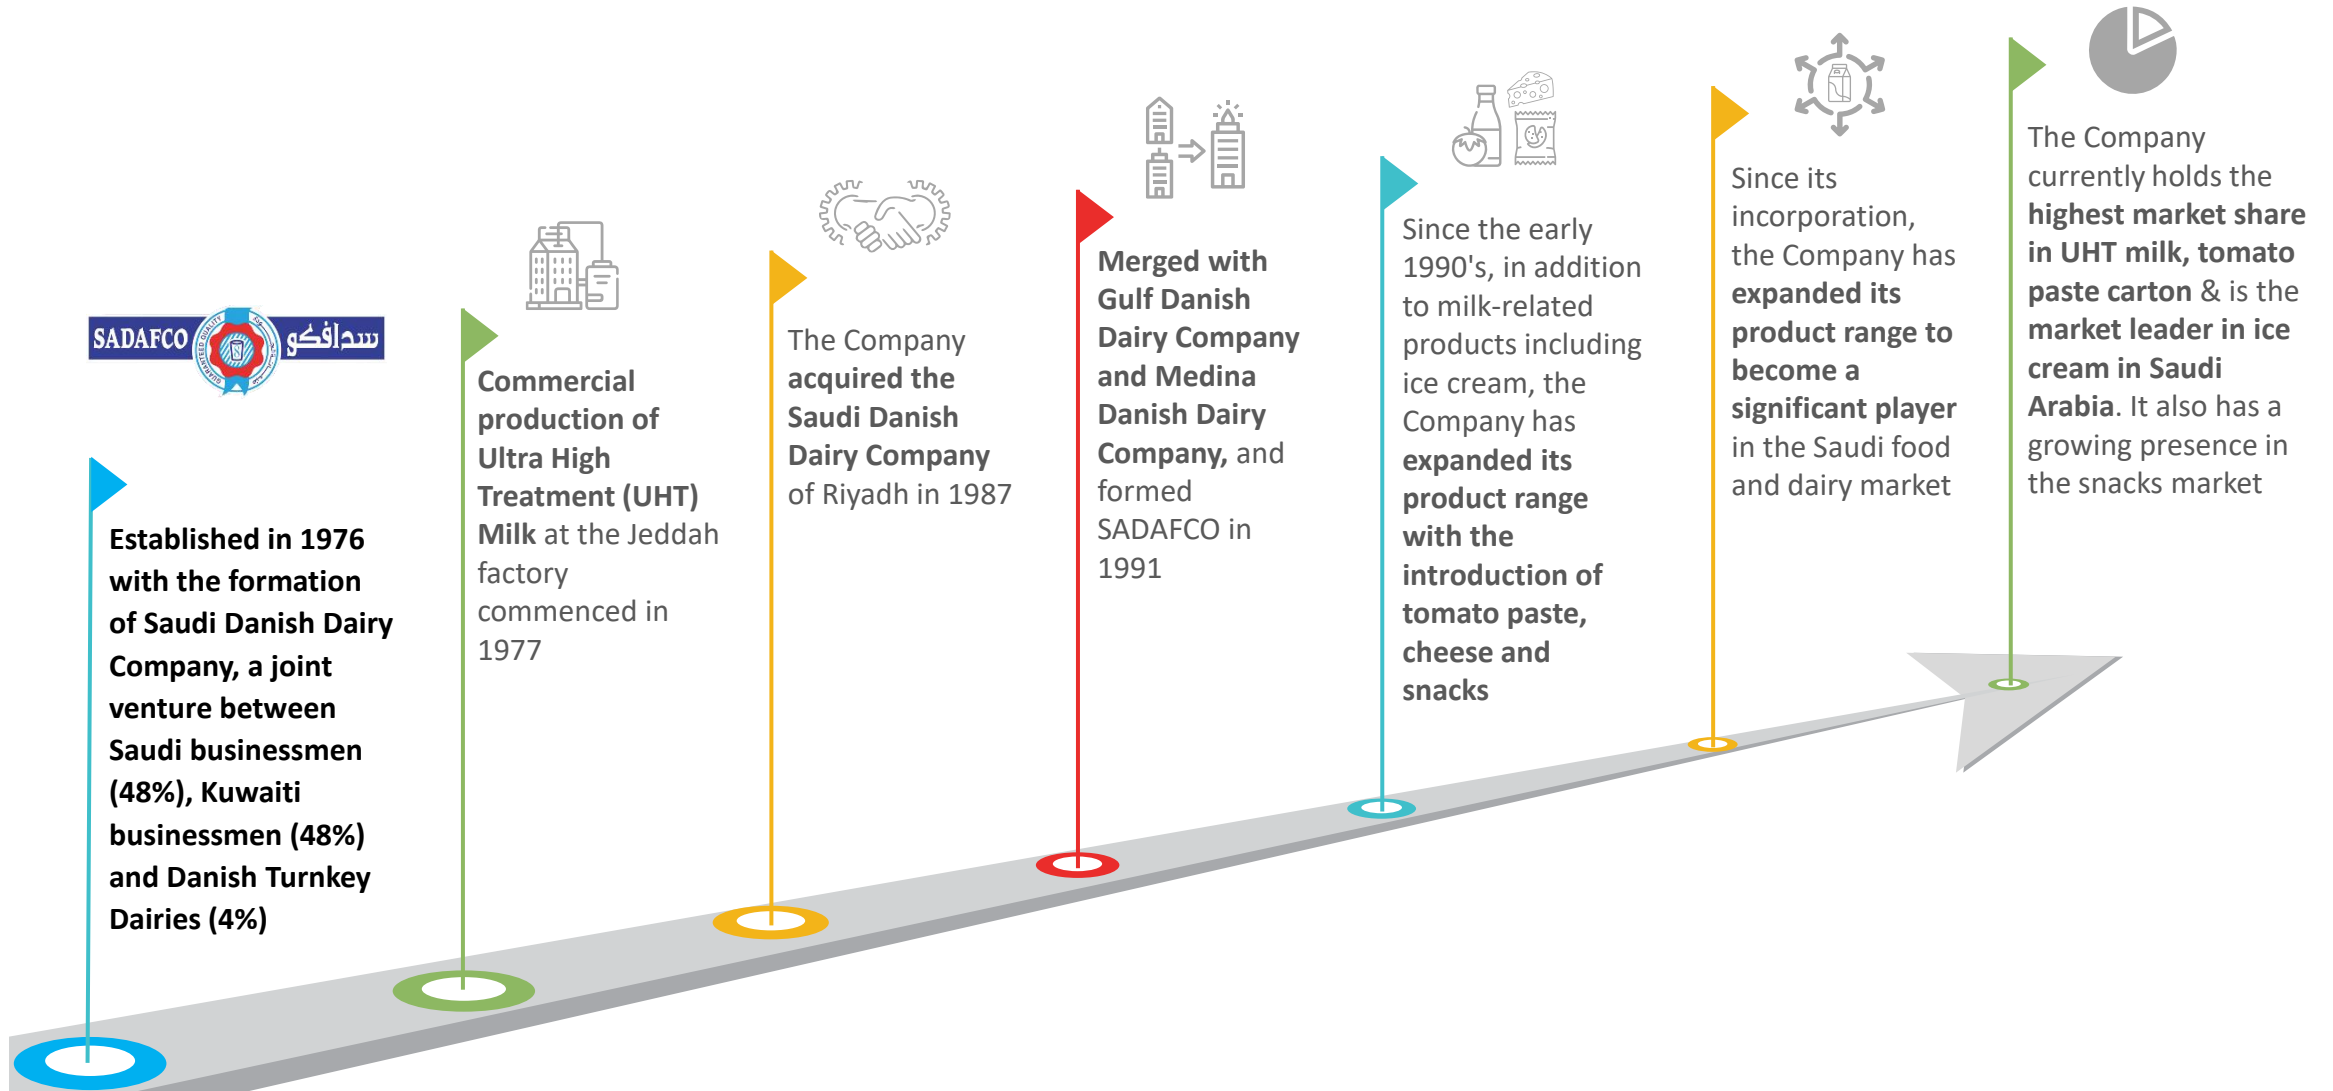 SADAFCO
سدافكو
GUARANTEED QUALITY
Established in 1976
with the formation
of Saudi Danish Dairy
Company, a joint
venture between
Saudi businessmen
(48%), Kuwaiti
businessmen (48%)
and Danish Turnkey
Dairies (4%)
Commercial
production of
Ultra High
Treatment (UHT)
Milk at the Jeddah
factory
commenced in
1977
The Company
acquired the
Saudi Danish
Dairy Company
of Riyadh in 1987
Merged with
Gulf Danish
Dairy Company
and Medina
Danish Dairy
Company, and
formed
SADAFCO in
1991
Since the early
1990's, in addition
to milk-related
products including
ice cream, the
Company has
expanded its
product range
with the
introduction of
tomato paste,
cheese and
snacks
Since its
incorporation,
the Company has
expanded its
product range to
become a
significant player
in the Saudi food
and dairy market
The Company
currently holds the
highest market share
in UHT milk, tomato
paste carton & is the
market leader in ice
cream in Saudi
Arabia. It also has a
growing presence in
the snacks market